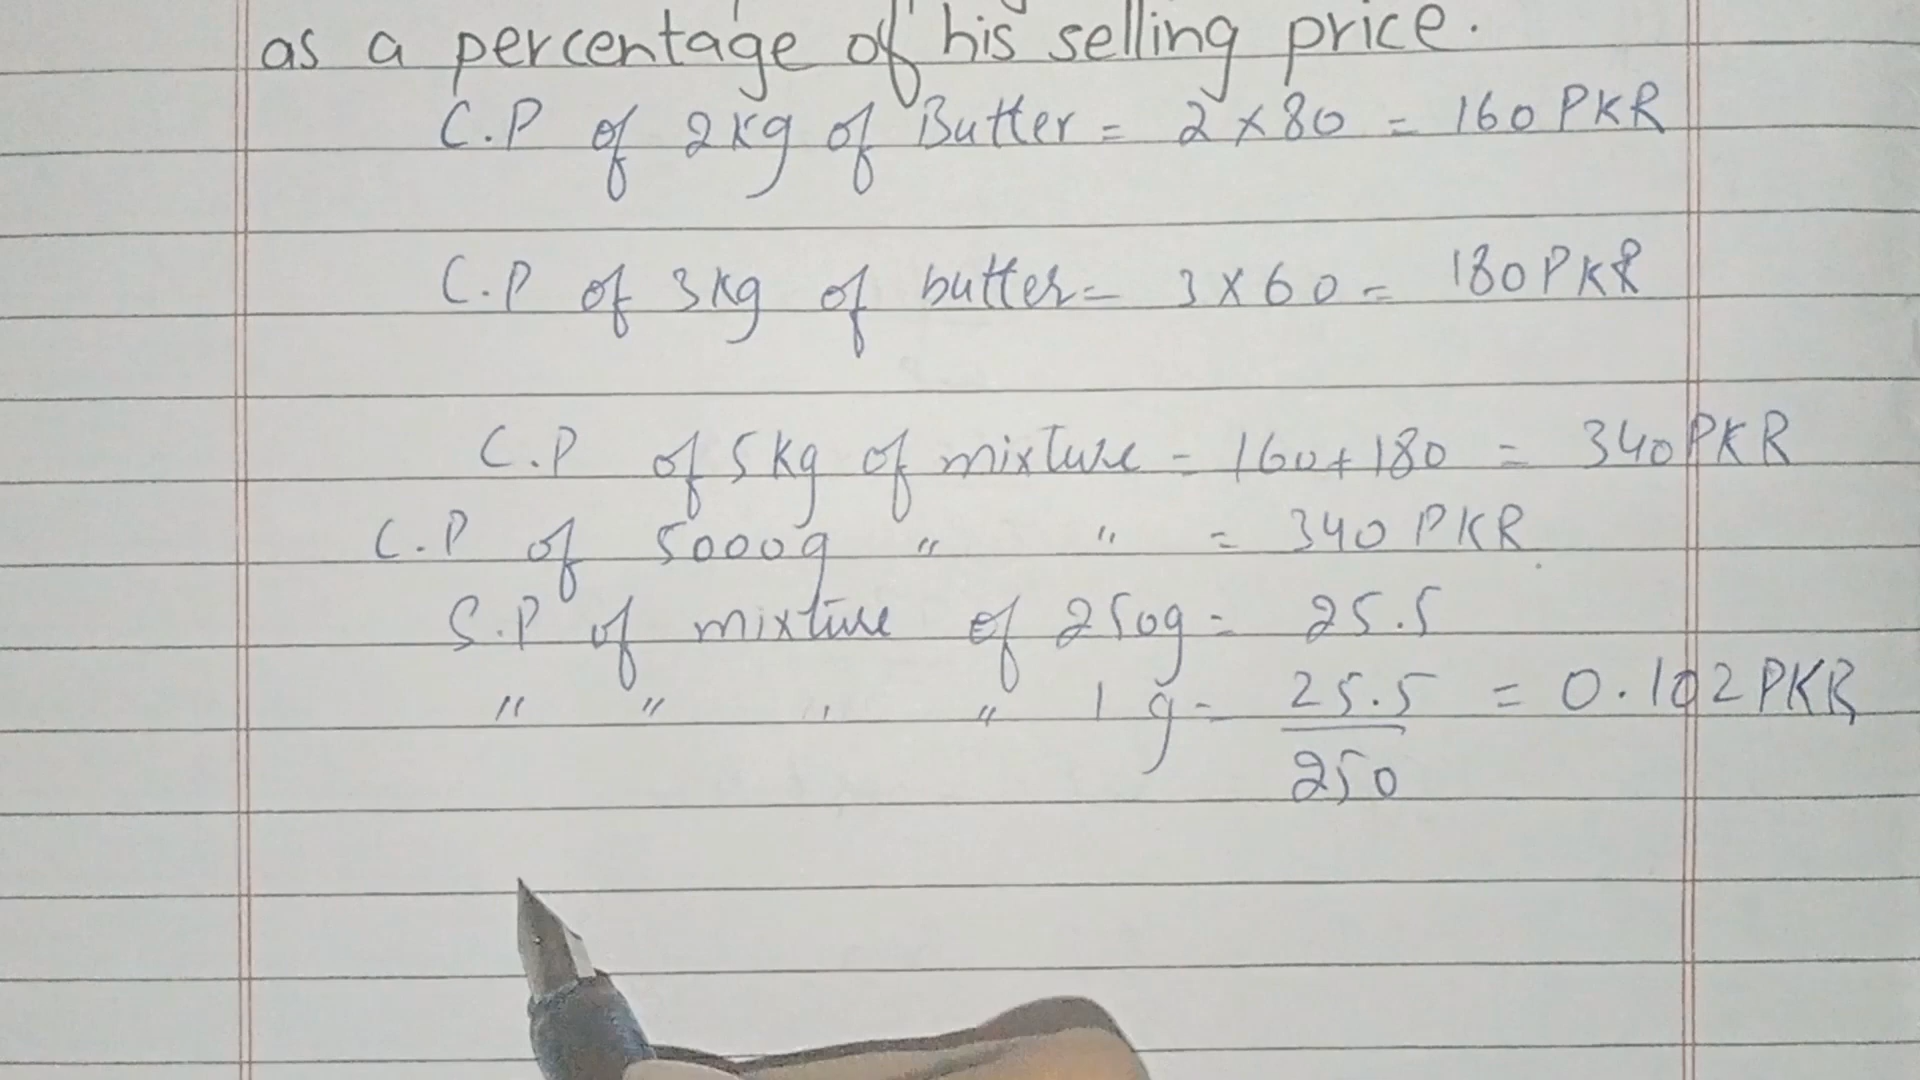 as a percentage of his selling price.
C.P of 2kg of Butter = 2 × 80 = 160 PKR
C.P of 3kg of butter = 3 × 60 = 180 PKR
C.P of 5kg of mixture = 160 + 180 = 340 PKR
C.P of 5000g " " = 340 PKR
S.P of mixture of 250g = 25.5
" " " " 1 g = 25.5 / 250 = 0.102 PKR